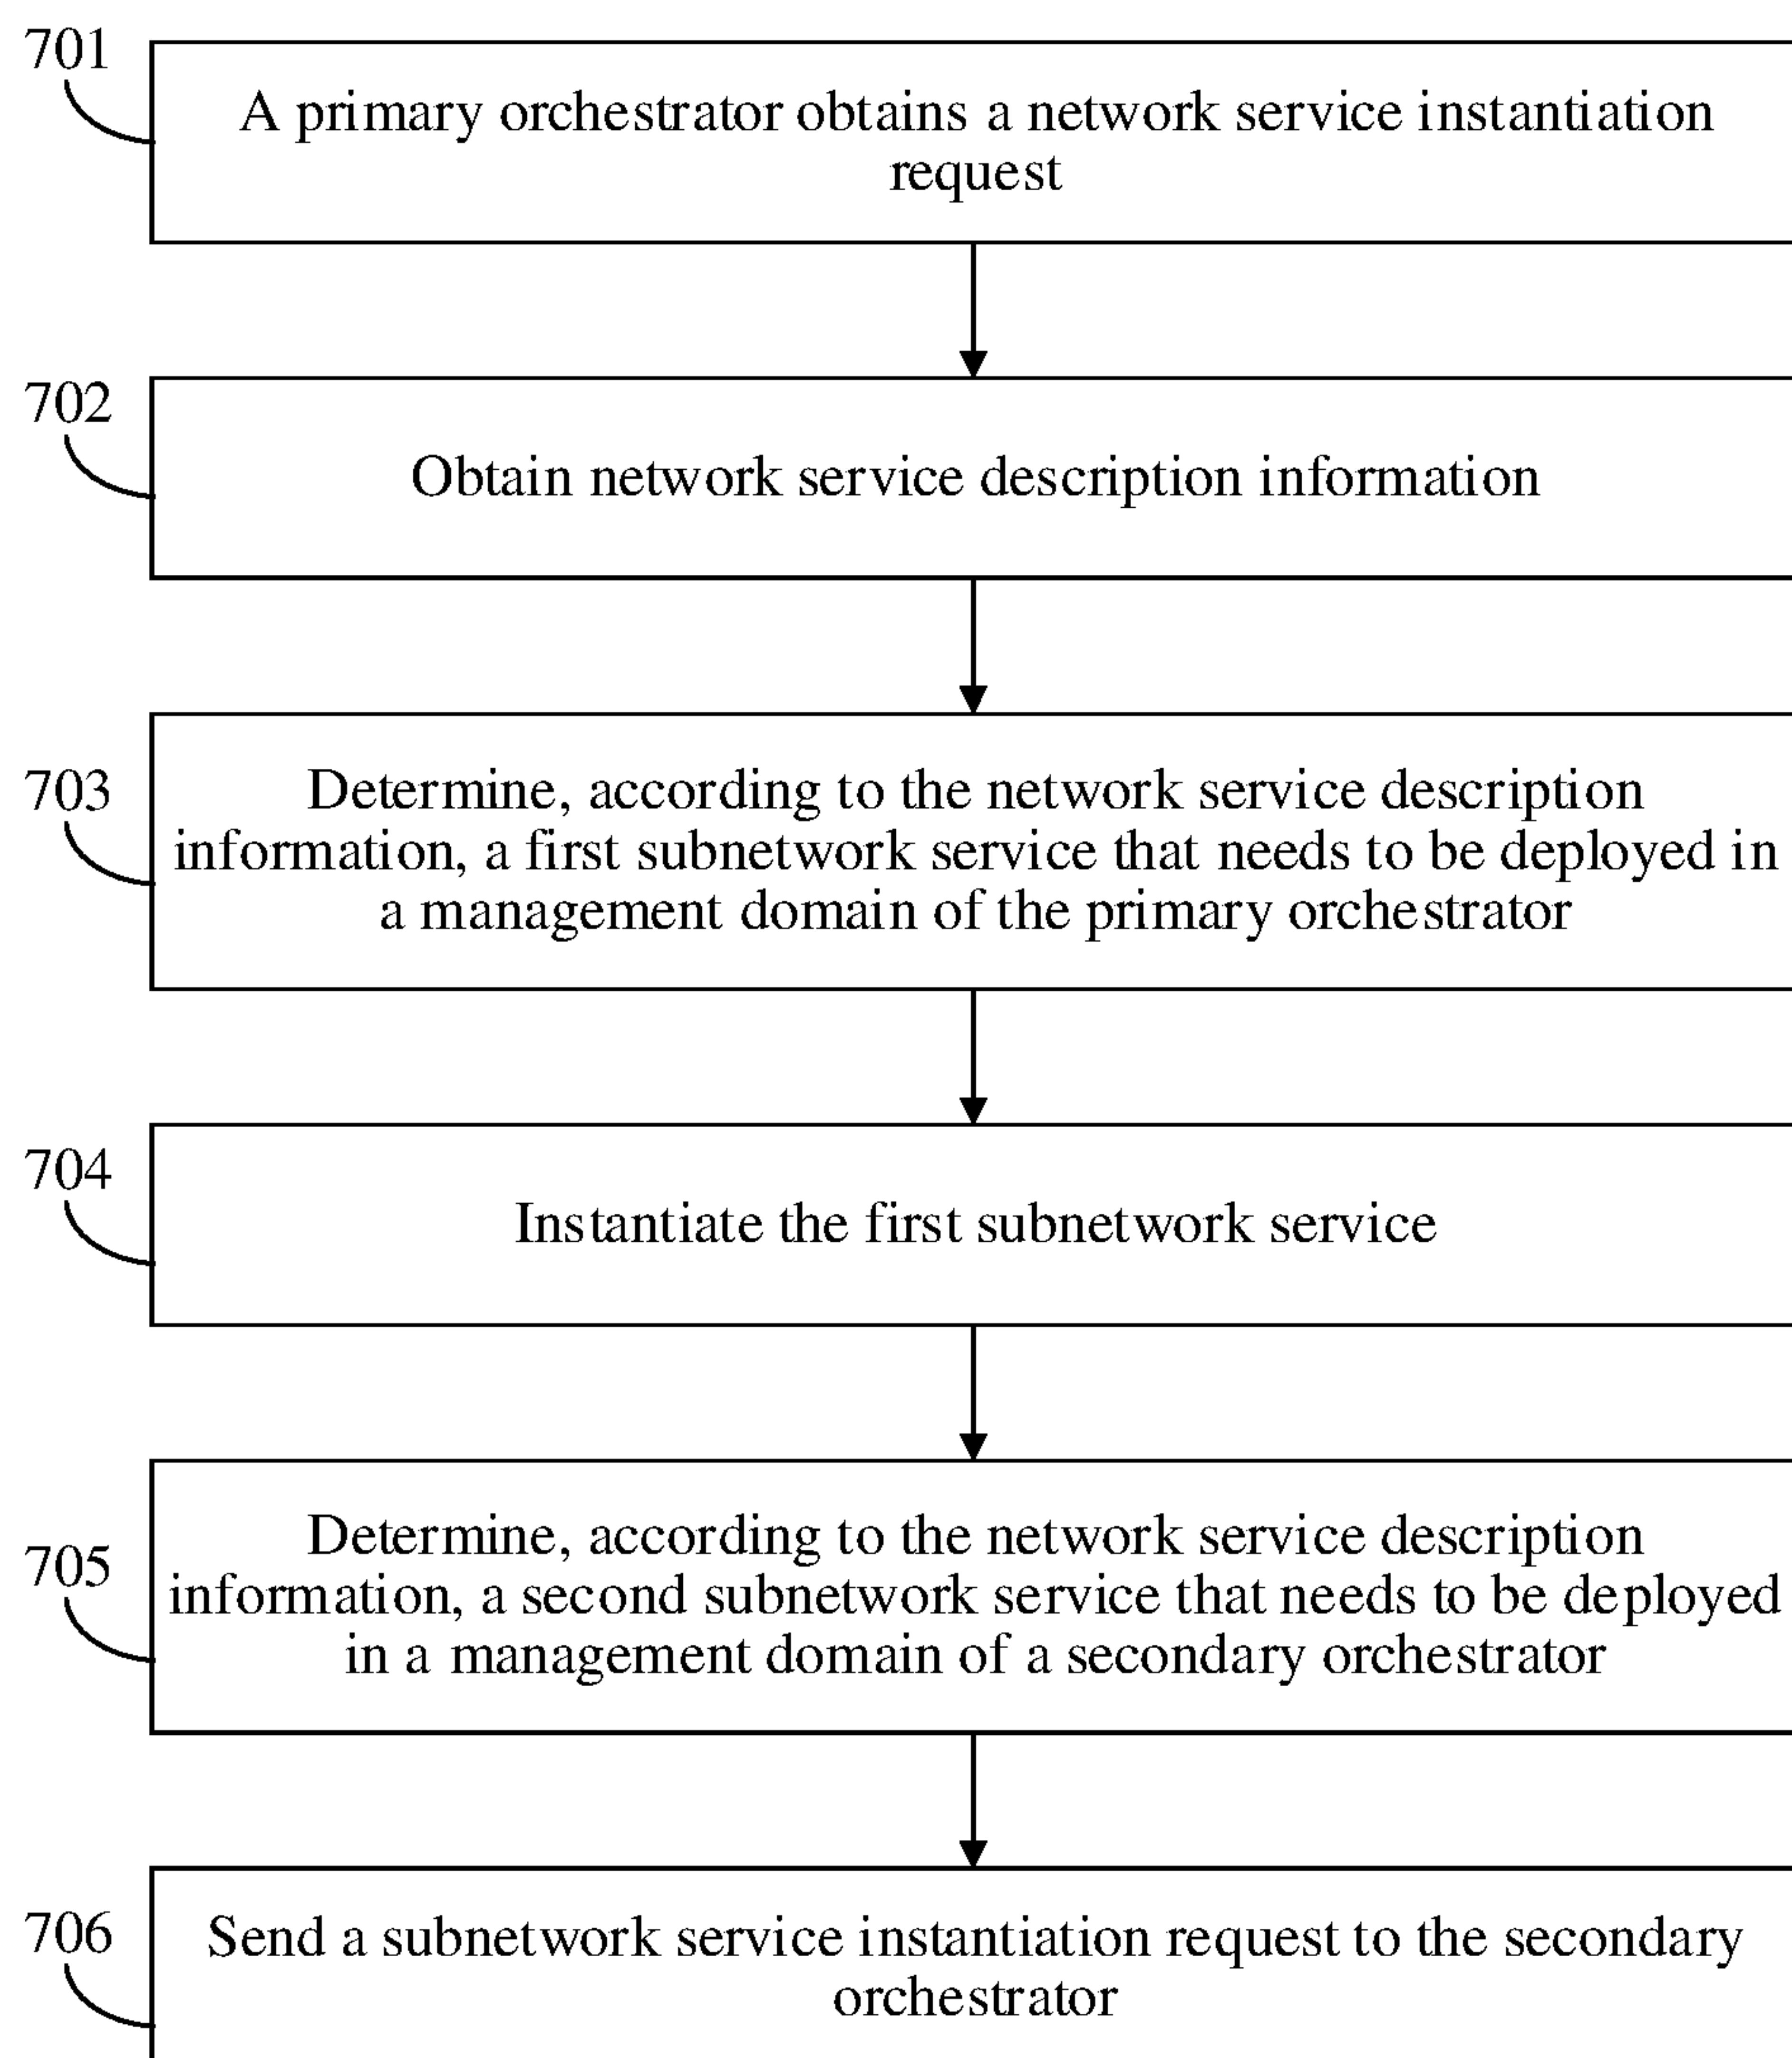 701
A primary orchestrator obtains a network service instantiation
request
702
Obtain network service description information
703
Determine, according to the network service description
information, a first subnetwork service that needs to be deployed in
a management domain of the primary orchestrator
704
Instantiate the first subnetwork service
705
Determine, according to the network service description
information, a second subnetwork service that needs to be deployed
in a management domain of a secondary orchestrator
706
Send a subnetwork service instantiation request to the secondary
orchestrator